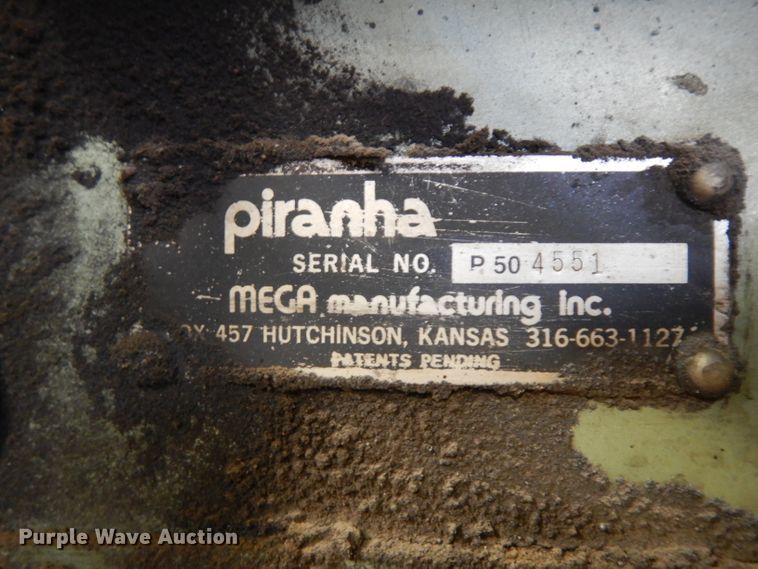 piranha
SERIAL NO. P 50 4551
MEGA manufacturing inc.
457 HUTCHINSON, KANSAS 316-663-1127
PATENTS PENDING
Purple Wave Auction®